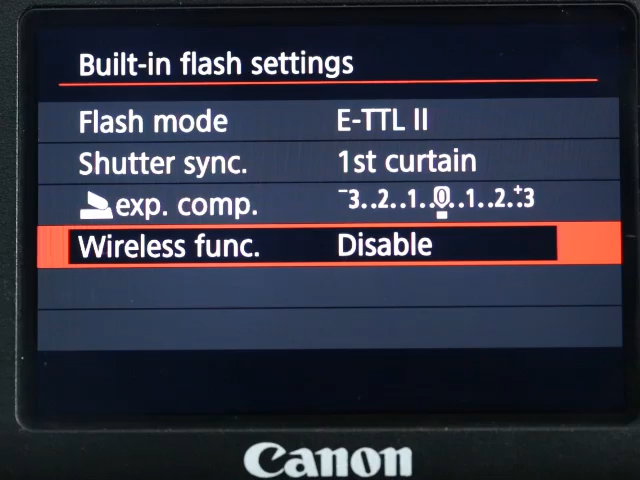 Built-in flash settings
Flash mode E-TTL II
Shutter sync. 1st curtain
exp. comp. -3..2..1..0..1..2..+3
Wireless func. Disable
Canon